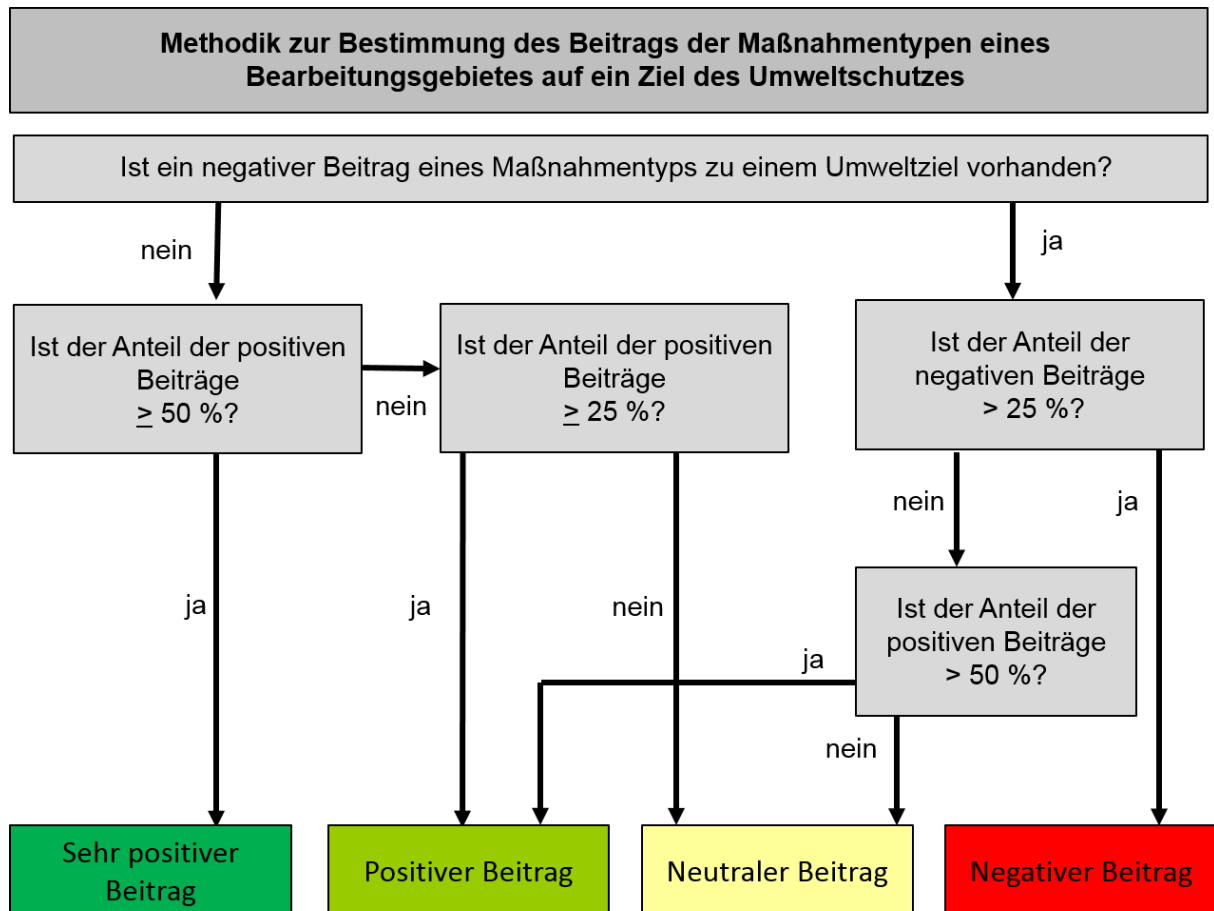 Methodik zur Bestimmung des Beitrags der Maßnahmentypen eines
Bearbeitungsgebietes auf ein Ziel des Umweltschutzes
Ist ein negativer Beitrag eines Maßnahmentyps zu einem Umweltziel vorhanden?
nein
ja
Ist der Anteil der positiven
Beiträge
≥ 50 %?
nein
Ist der Anteil der positiven
Beiträge
≥ 25 %?
Ist der Anteil der
negativen Beiträge
> 25 %?
nein
ja
ja
ja
nein
Ist der Anteil der
positiven Beiträge
> 50 %?
ja
nein
Sehr positiver
Beitrag
Positiver Beitrag
Neutraler Beitrag
Negativer Beitrag